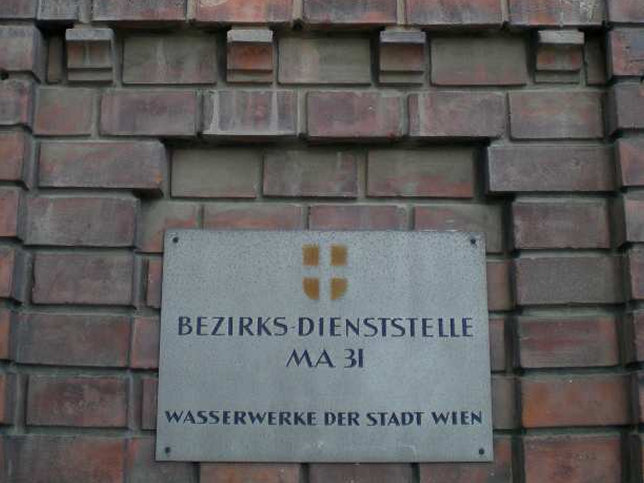 BEZIRKS-DIENSTSTELLE
MA 31
WASSERWERKE DER STADT WIEN